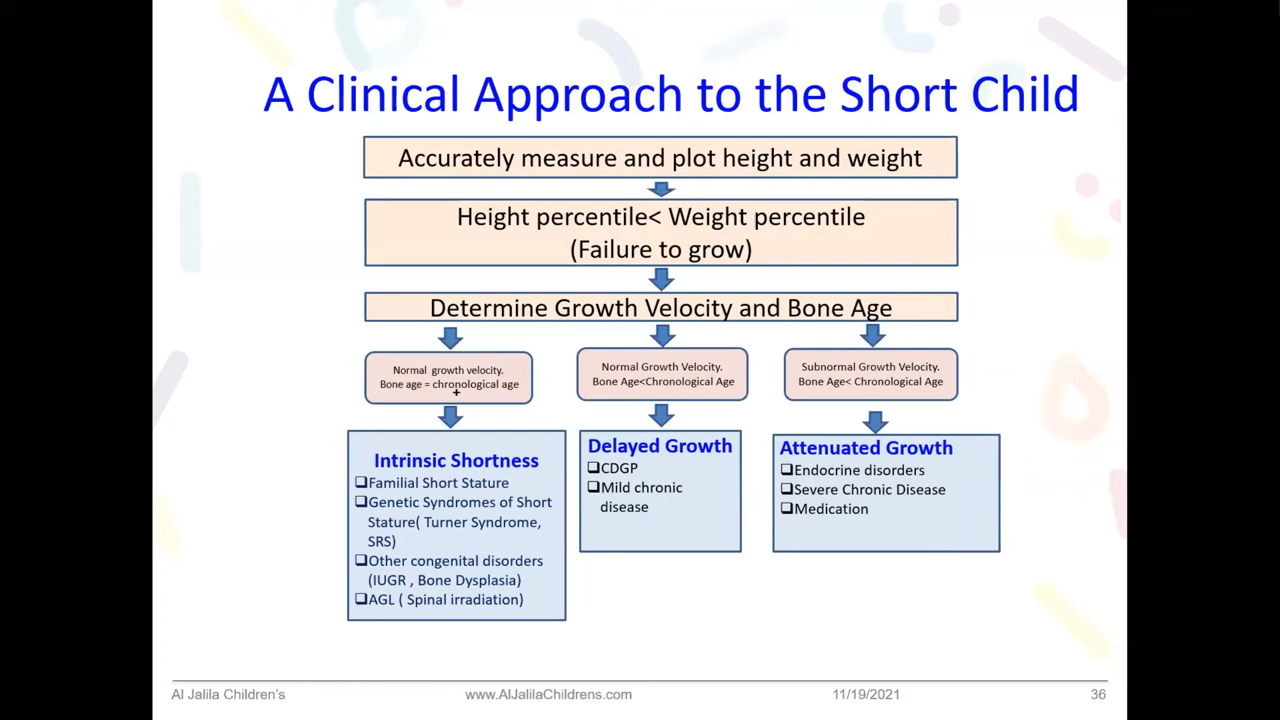 A Clinical Approach to the Short Child
Accurately measure and plot height and weight
Height percentile< Weight percentile
(Failure to grow)
Determine Growth Velocity and Bone Age
Normal growth velocity.
Bone age = chronological age
Normal Growth Velocity.
Bone Age<Chronological Age
Subnormal Growth Velocity.
Bone Age< Chronological Age
Intrinsic Shortness
❑Familial Short Stature
❑Genetic Syndromes of Short
Stature( Turner Syndrome,
SRS)
❑Other congenital disorders
(IUGR , Bone Dysplasia)
❑AGL ( Spinal irradiation)
Delayed Growth
❑CDGP
❑Mild chronic
disease
Attenuated Growth
❑Endocrine disorders
❑Severe Chronic Disease
❑Medication
Al Jalila Children's
www.AlJalilaChildrens.com
11/19/2021
36